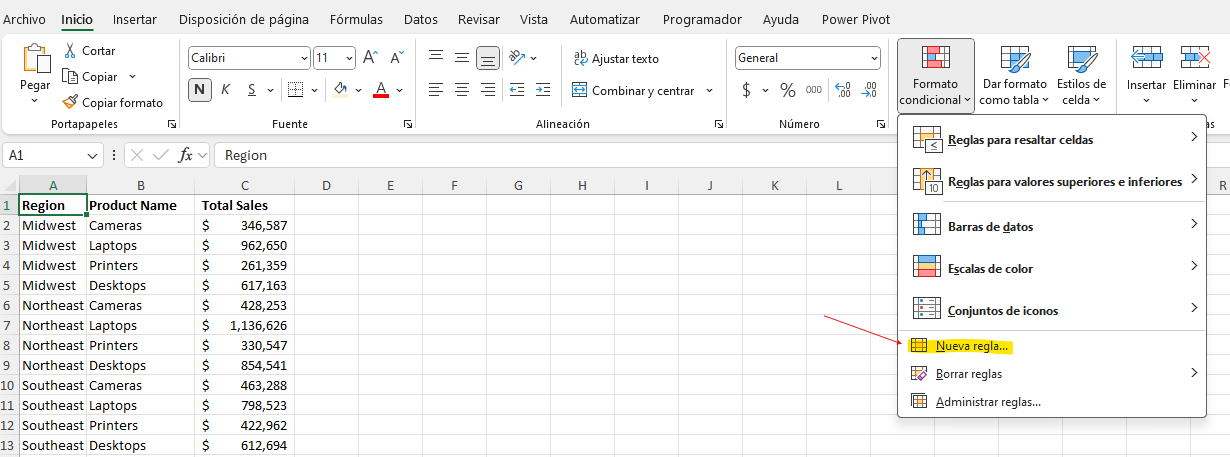 Archivo Inicio Insertar Disposición de página Fórmulas Datos Revisar Vista Automatizar Programador Ayuda Power Pivot
Pegar
Cortar
Copiar
Copiar formato
Portapapeles
Calibri 11
N K S
Fuente
Ajustar texto
Combinar y centrar
Alineación
General
$ % 000
Número
Formato condicional
Dar formato como tabla
Estilos de celda
Insertar
Eliminar
A1 fx Region
A B C D E F G H I J K L R
1 Region Product Name Total Sales
2 Midwest Cameras $ 346,587
3 Midwest Laptops $ 962,650
4 Midwest Printers $ 261,359
5 Midwest Desktops $ 617,163
6 Northeast Cameras $ 428,253
7 Northeast Laptops $ 1,136,626
8 Northeast Printers $ 330,547
9 Northeast Desktops $ 854,541
10 Southeast Cameras $ 463,288
11 Southeast Laptops $ 798,523
12 Southeast Printers $ 422,962
13 Southeast Desktops $ 612,694
Reglas para resaltar celdas
Reglas para valores superiores e inferiores
Barras de datos
Escalas de color
Conjuntos de iconos
Nueva regla...
Borrar reglas
Administrar reglas...